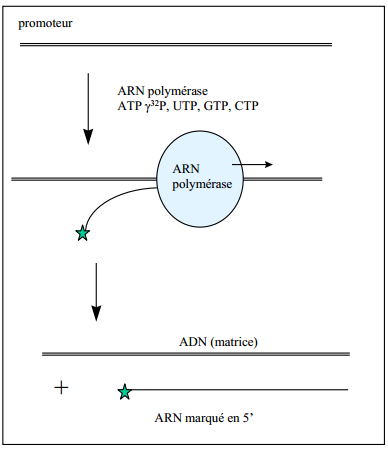 promoteur
ARN polymérase
ATP γ³²P, UTP, GTP, CTP
ARN
polymérase
ADN (matrice)
+
ARN marqué en 5’